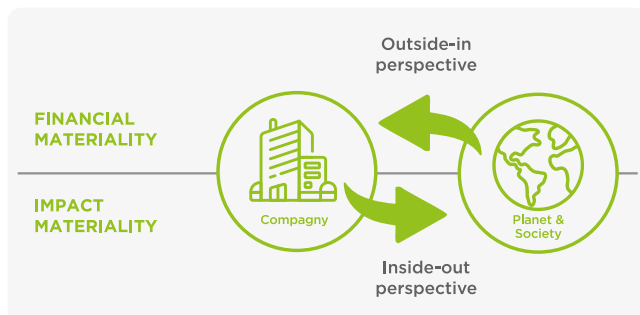 Outside-in
perspective
FINANCIAL
MATERIALITY
IMPACT
MATERIALITY
Compagny
Planet &
Society
Inside-out
perspective